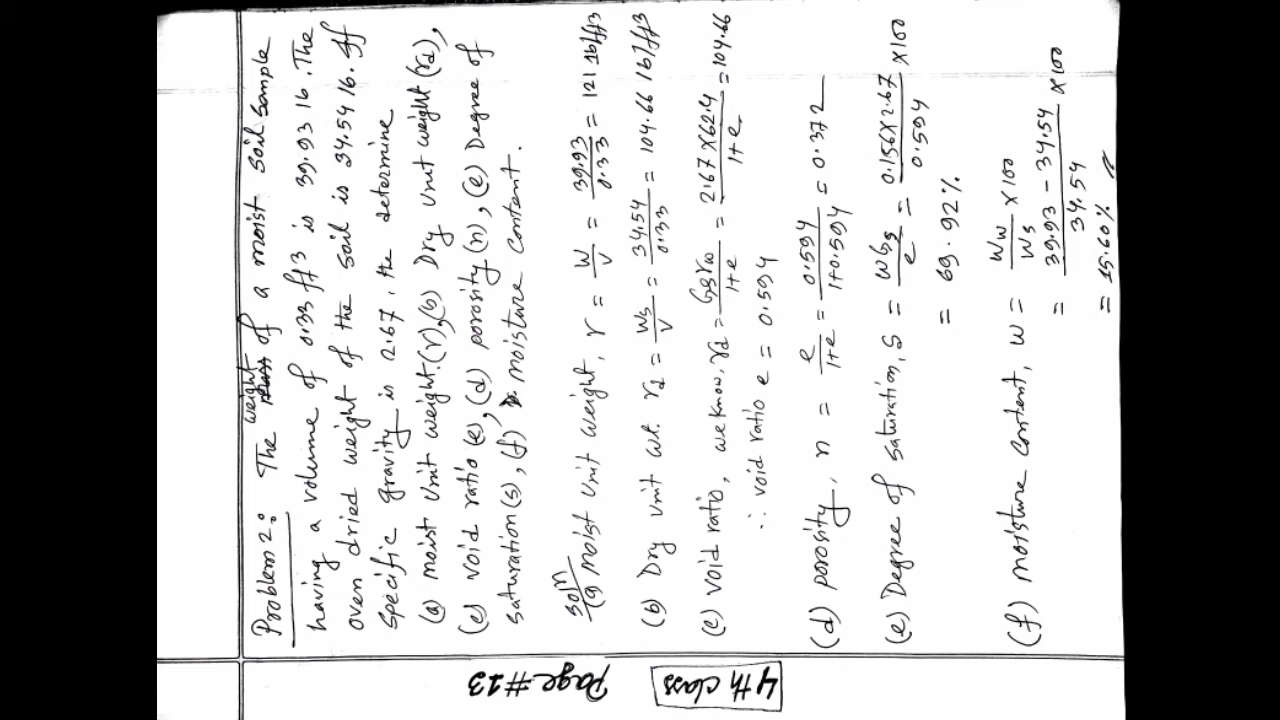 4th class
Page #13
Problem 2: The weight of a moist soil sample
having a volume of 0.33 ft3 is 39.93 lb. The
oven dried weight of the soil is 34.54 lb. If
specific gravity is 2.67, the determine
(a) moist unit weight (r), (b) Dry unit weight (rd),
(c) void ratio (e), (d) porosity (n), (e) Degree of
saturation (s), (f) moisture content.
Soln
(a) moist unit weight, r = W/V = 39.93/0.33 = 121 lb/ft3
(b) Dry unit wt. rd = Ws/V = 34.54/0.33 = 104.66 lb/ft3
(c) void ratio, we know, rd = Gsrw/1+e = 2.67×62.4/1+e = 104.66
∴ void ratio e = 0.594
(d) porosity, n = e/1+e = 0.594/1+0.594 = 0.372
(e) Degree of saturation, S = wGs/e = 0.156×2.67/0.594 ×100
= 69.92%
(f) moisture content, w = Ww/Ws ×100
= 39.93 - 34.54/34.54 ×100
= 15.60%